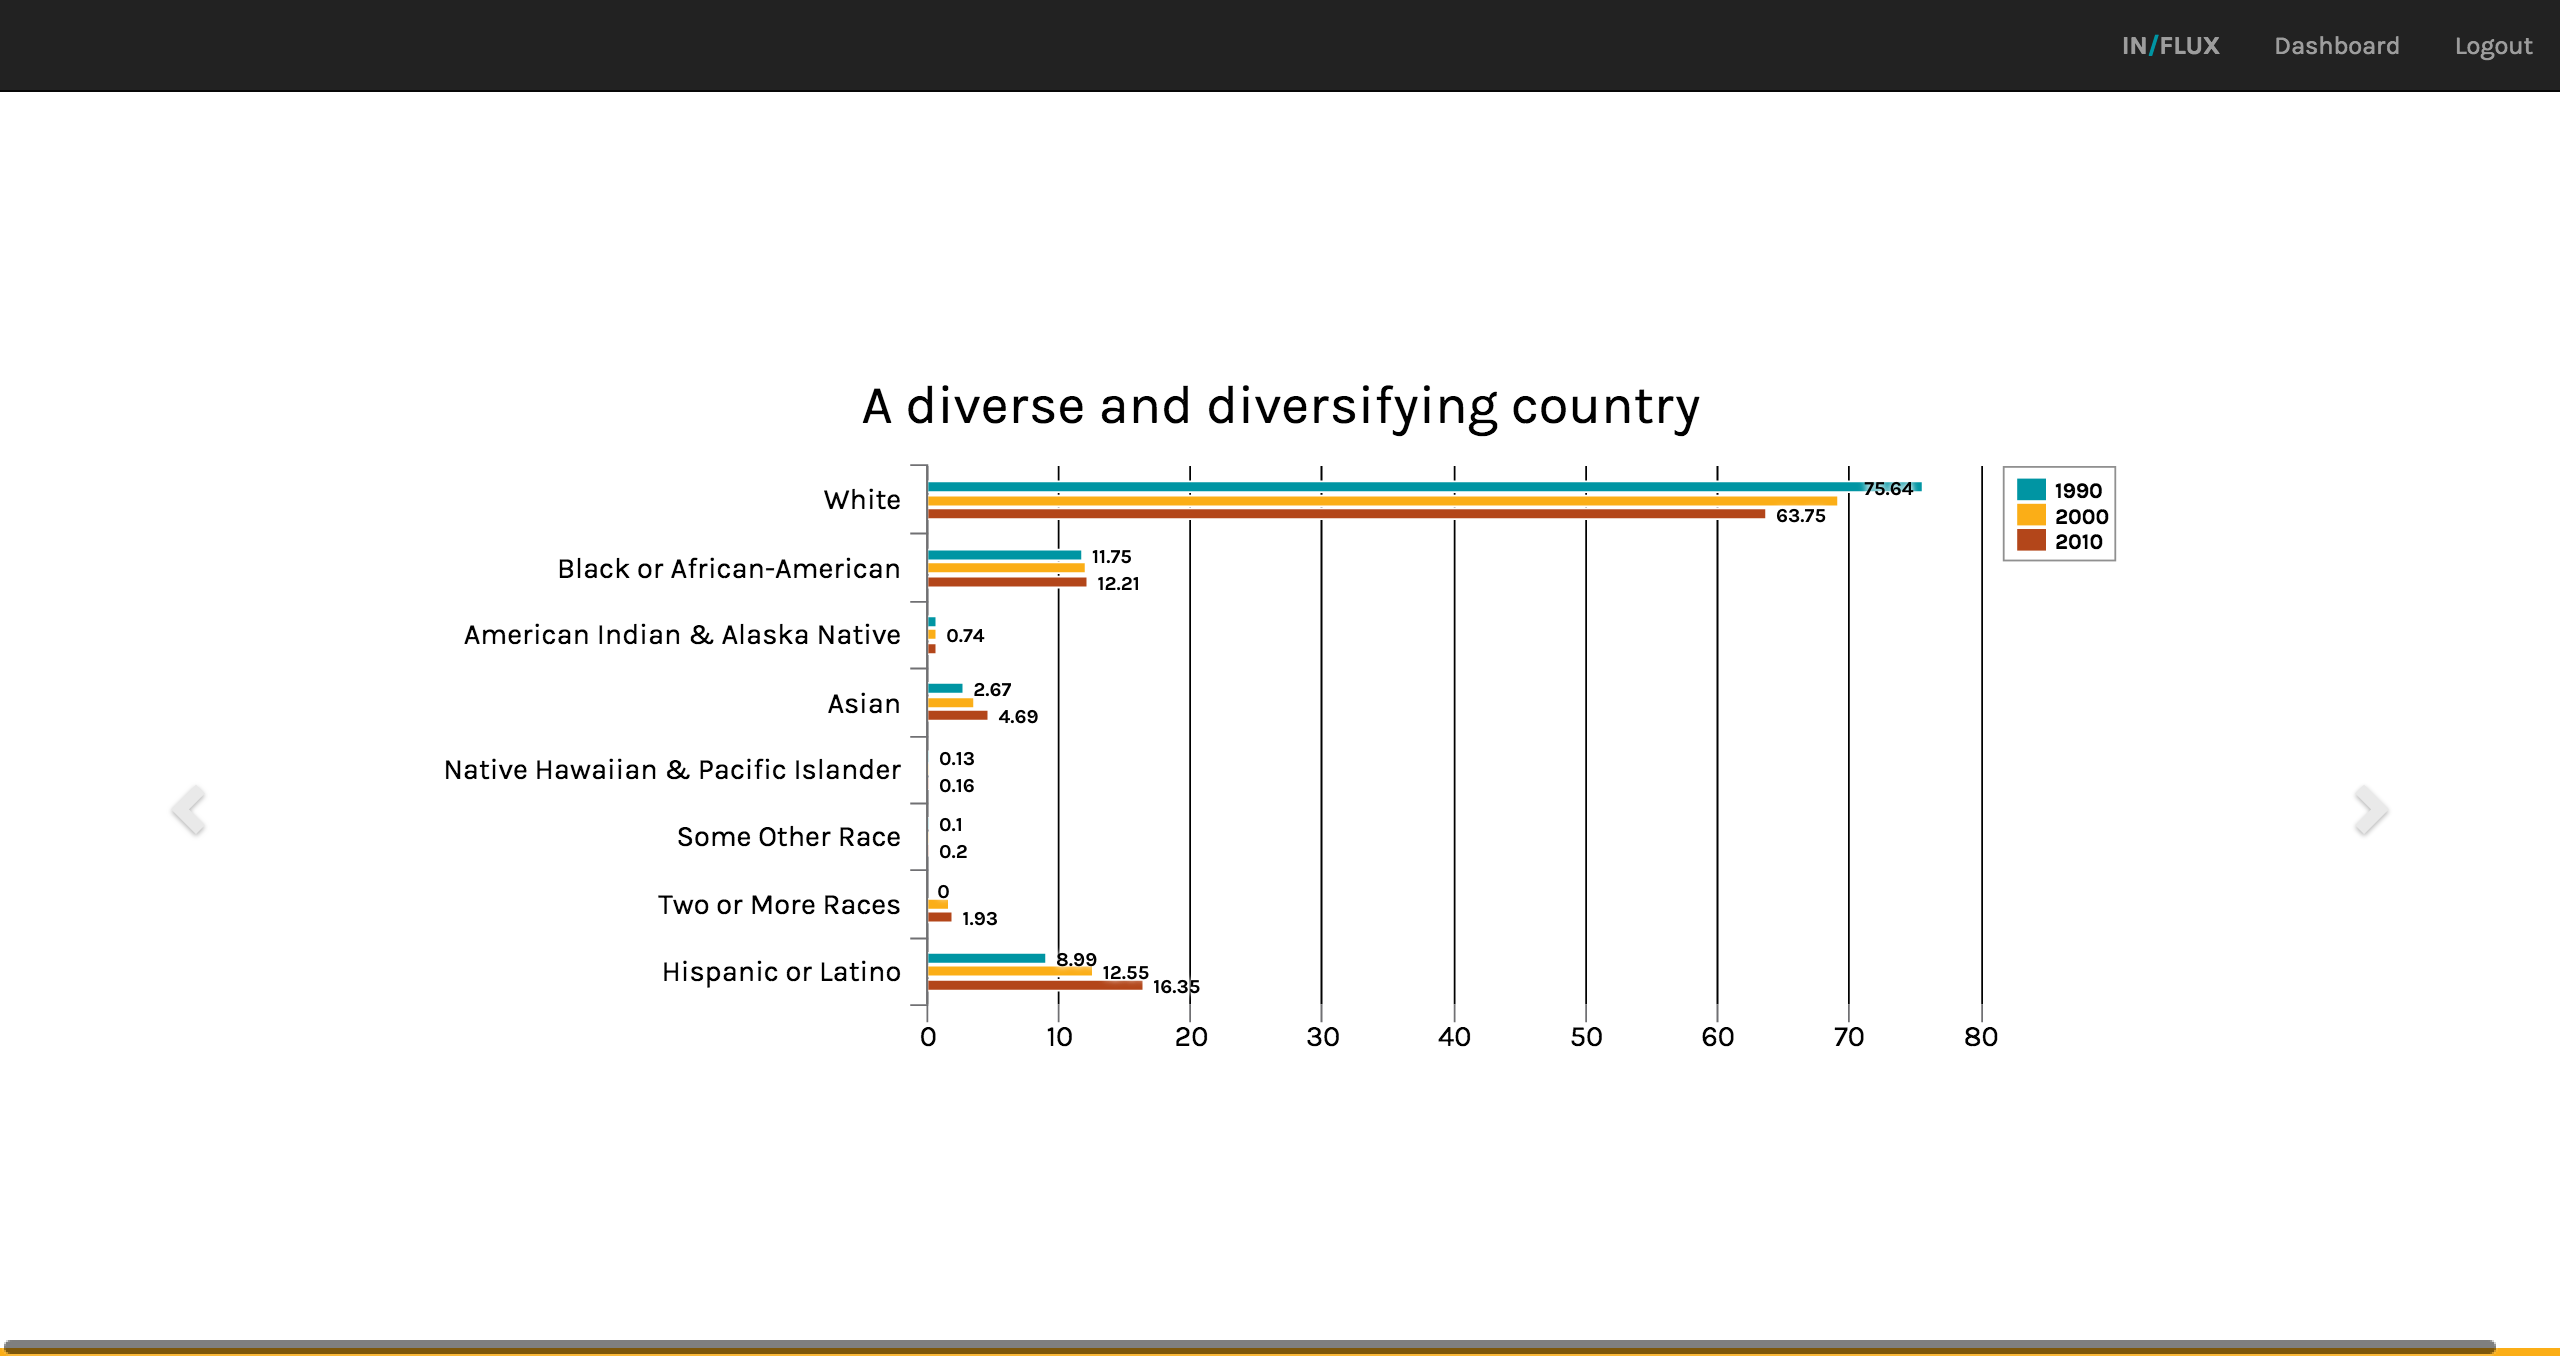 IN/FLUX Dashboard Logout
A diverse and diversifying country
White
75.64
63.75
1990
2000
2010
Black or African-American
11.75
12.21
American Indian & Alaska Native
0.74
Asian
2.67
4.69
Native Hawaiian & Pacific Islander
0.13
0.16
Some Other Race
0.1
0.2
Two or More Races
0
1.93
Hispanic or Latino
8.99
12.55
16.35
0 10 20 30 40 50 60 70 80